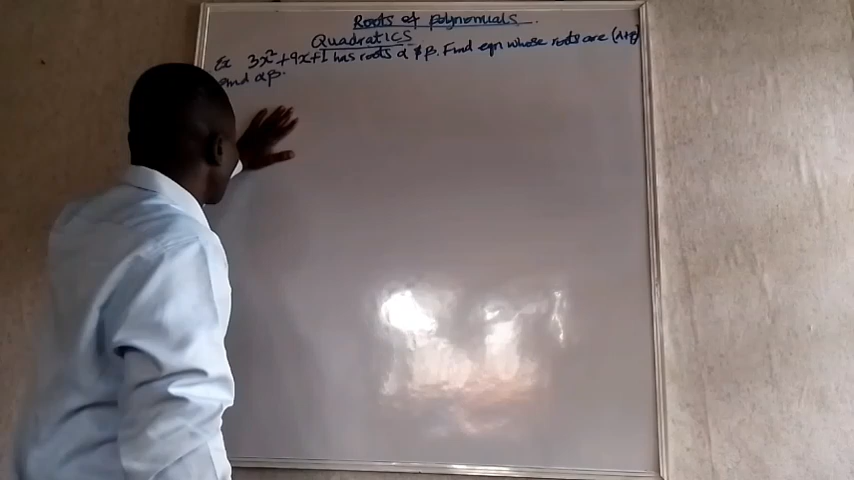 Roots of polynomials.
Quadratics
Ex 3x²+9x+1 has roots α & β. Find eqn whose roots are (α+β)
and αβ.